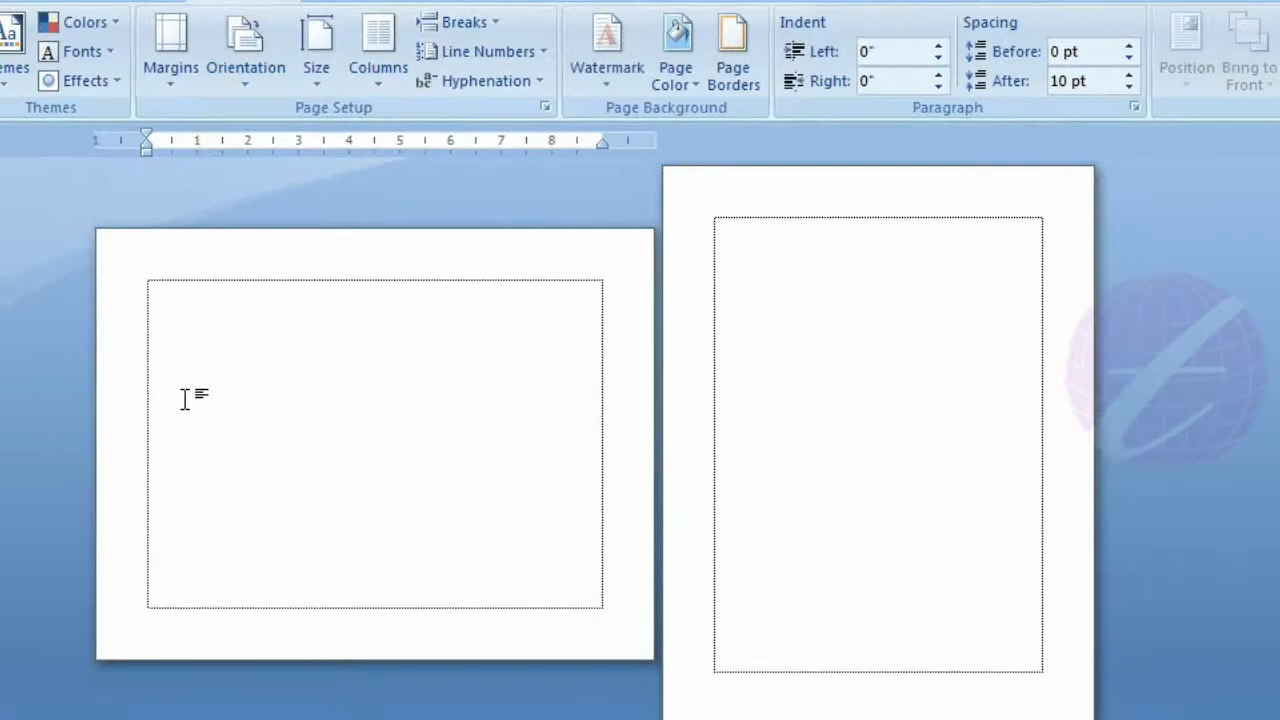 Colors
Fonts
Effects
Themes
Margins
Orientation
Size
Columns
Breaks
Line Numbers
Hyphenation
Page Setup
Watermark
Page Color
Page Borders
Page Background
Indent
Left: 0"
Right: 0"
Spacing
Before: 0 pt
After: 10 pt
Paragraph
Position
Bring to
Front
1 1 2 3 4 5 6 7 8